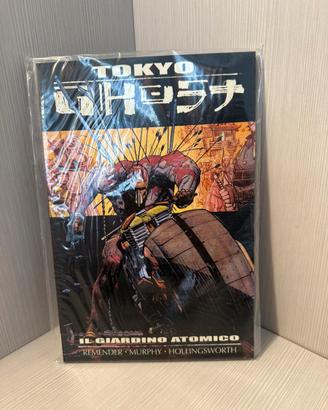 TOKYO
GHOST
IL GIARDINO ATOMICO
REMENDER • MURPHY • HOLLINGSWORTH